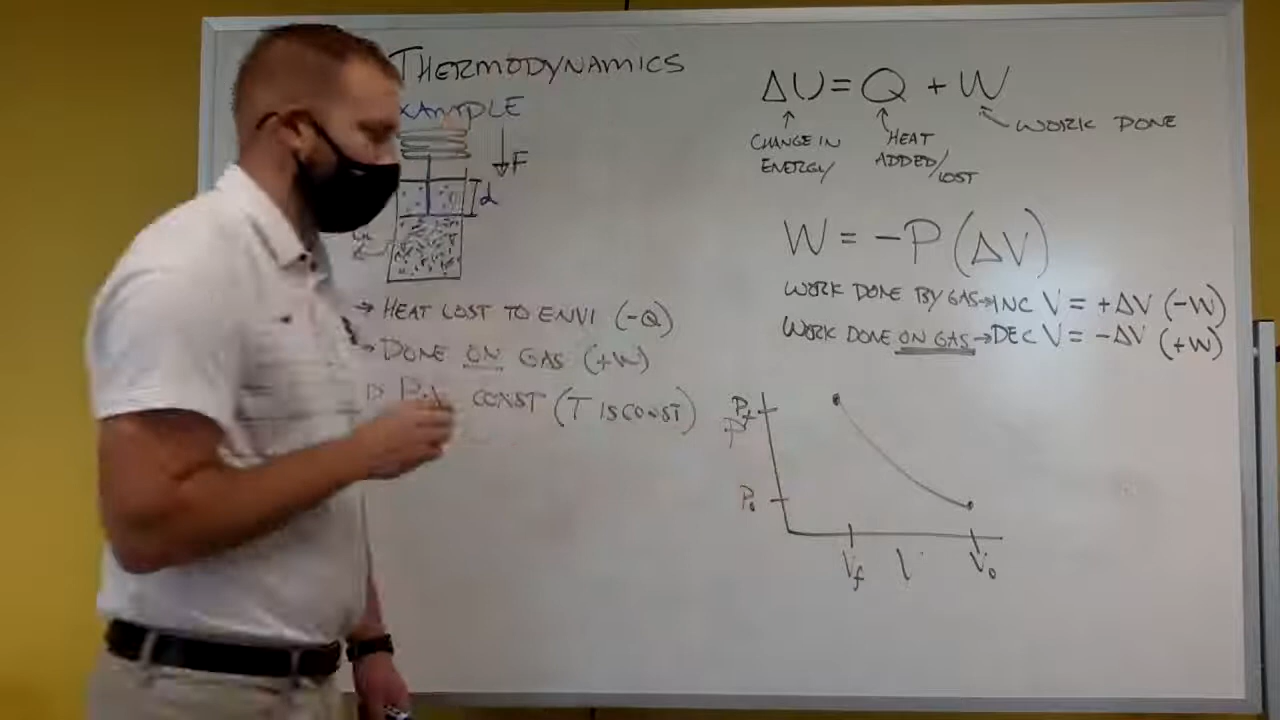 THERMODYNAMICS
XAMPLE
F
d
→ HEAT LOST TO ENVI (-Q)
→ DONE ON GAS (+W)
CONST (T IS CONST)
ΔU = Q + W
CHANGE IN
ENERGY
HEAT
ADDED/LOST
WORK DONE
W = -P (ΔV)
WORK DONE BY GAS → INC V = +ΔV (-W)
WORK DONE ON GAS → DEC V = -ΔV (+W)
Pf
P
P₀
Vf
V₀